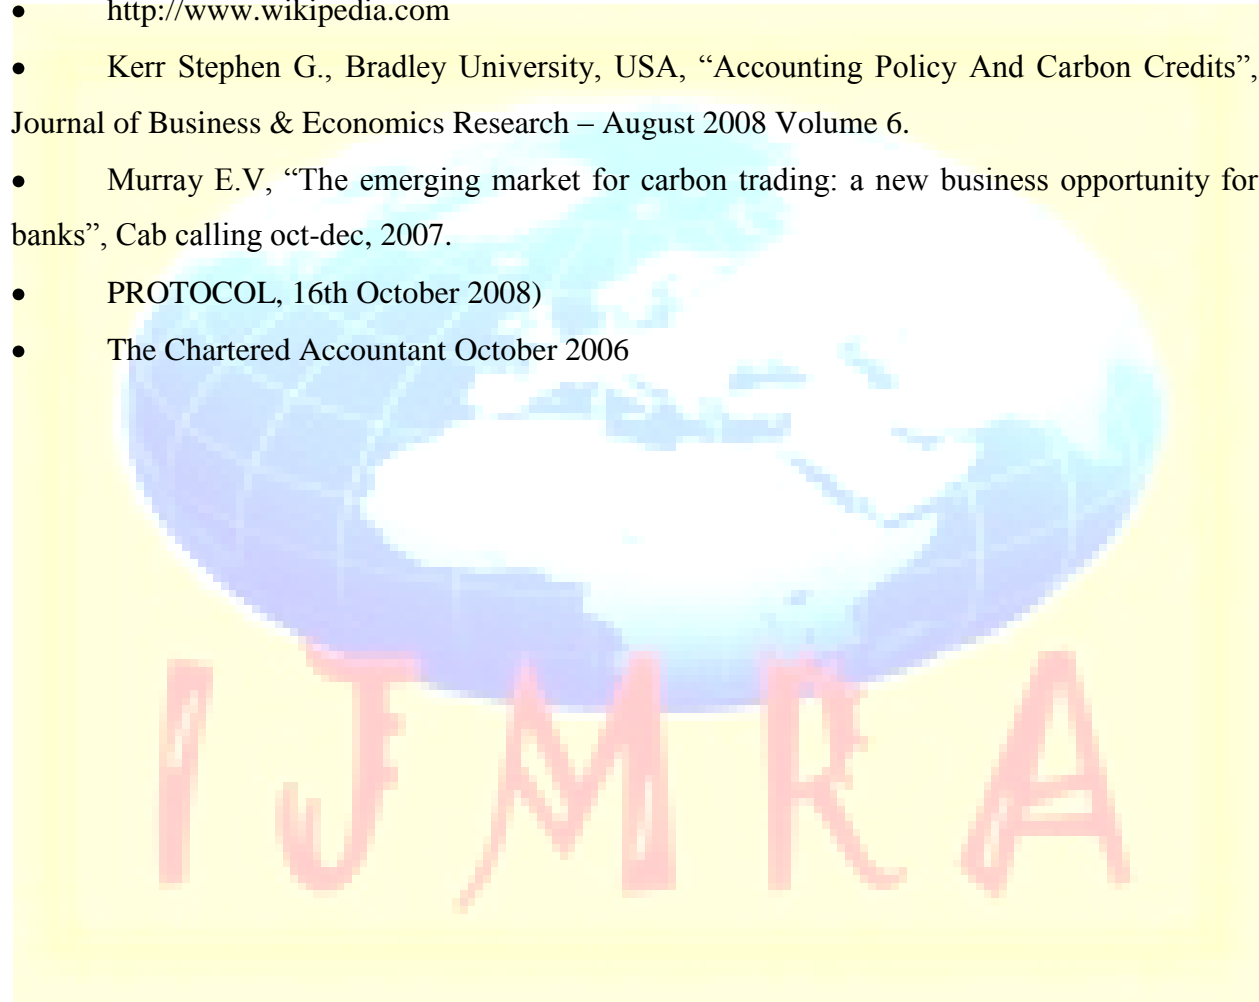 • http://www.wikipedia.com
• Kerr Stephen G., Bradley University, USA, “Accounting Policy And Carbon Credits”,
Journal of Business & Economics Research – August 2008 Volume 6.
• Murray E.V, “The emerging market for carbon trading: a new business opportunity for
banks”, Cab calling oct-dec, 2007.
• PROTOCOL, 16th October 2008)
• The Chartered Accountant October 2006
IJMRA